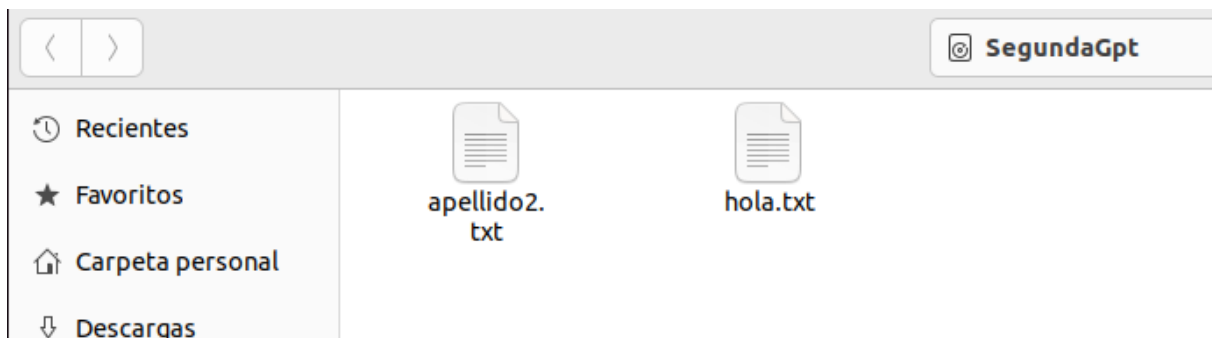 SegundaGpt
Recientes
Favoritos
Carpeta personal
Descargas
apellido2.
txt
hola.txt